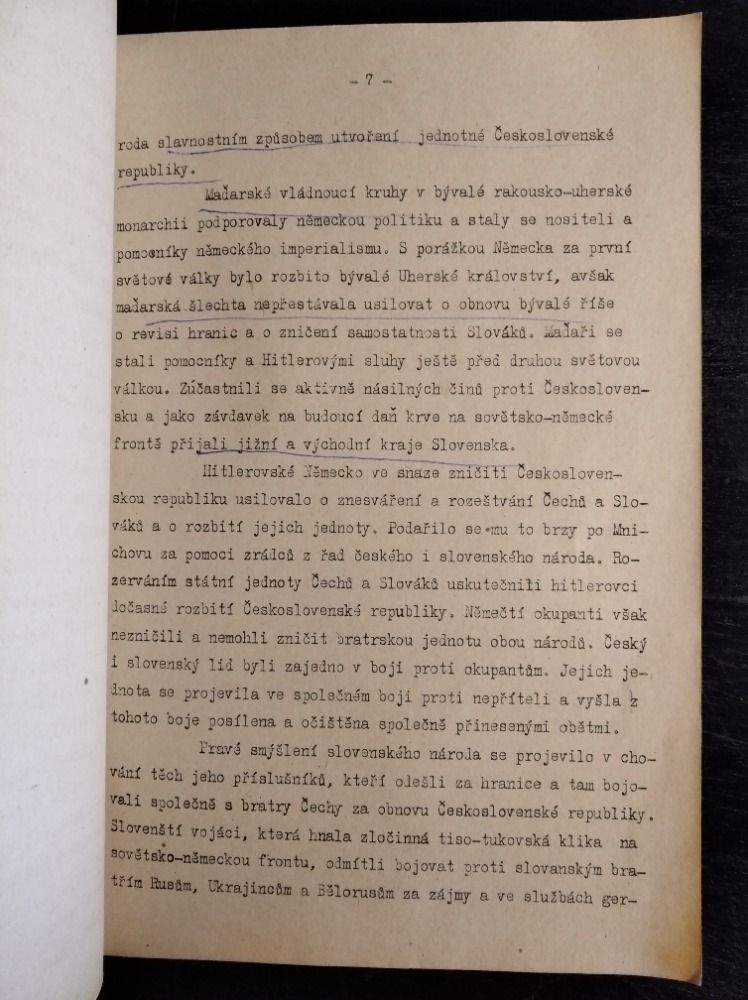 - 7 -
roda slavnostním způsobem utvoření jednotné Československé
republiky.
Maďarské vládnoucí kruhy v bývalé rakousko-uherské
monarchii podporovaly německou politiku a staly se nositeli a
pomocníky německého imperialismu. S porážkou Německa za první
světové války bylo rozbito bývalé Uherské království, avšak
maďarská šlechta nepřestávala usilovat o obnovu bývalé říše
o revisi hranic a o zničení samostatnosti Slováků. Maďaři se
stali pomocníky a Hitlerovými sluhy ještě před druhou světovou
válkou. Zúčastnili se aktivně násilných činů proti Českosloven-
sku a jako závdavek na budoucí daň krve na sovětsko-německé
frontě přijali jižní a východní kraje Slovenska.
Hitlerovské Německo ve snaze zničiti Českosloven-
skou republiku usilovalo o znesváření a rozeštvání Čechů a Slo-
váků a o rozbití jejich jednoty. Podařilo se mu to brzy po Mni-
chovu za pomoci zrádců z řad českého i slovenského národa. Ro-
zerváním státní jednoty Čechů a Slováků uskutečnili hitlerovci
dočasné rozbití Československé republiky. Němečtí okupanti však
nezničili a nemohli zničit bratrskou jednotu obou národů. Český
i slovenský lid byli zajedno v boji proti okupantům. Jejich je-
dnota se projevila ve společném boji proti nepříteli a vyšla z
tohoto boje posílena a očištěna společně přinesenými obětmi.
Pravé smýšlení slovenského národa se projevilo v cho-
vání těch jeho příslušníků, kteří odešli za hranice a tam bojo-
vali společně s bratry Čechy za obnovu Československé republiky.
Slovenští vojáci, která hnala zločinná tiso-tukovská klika na
sovětsko-německou frontu, odmítli bojovat proti slovanským bra-
třím Rusům, Ukrajincům a Bělorusům za zájmy a ve službách ger-